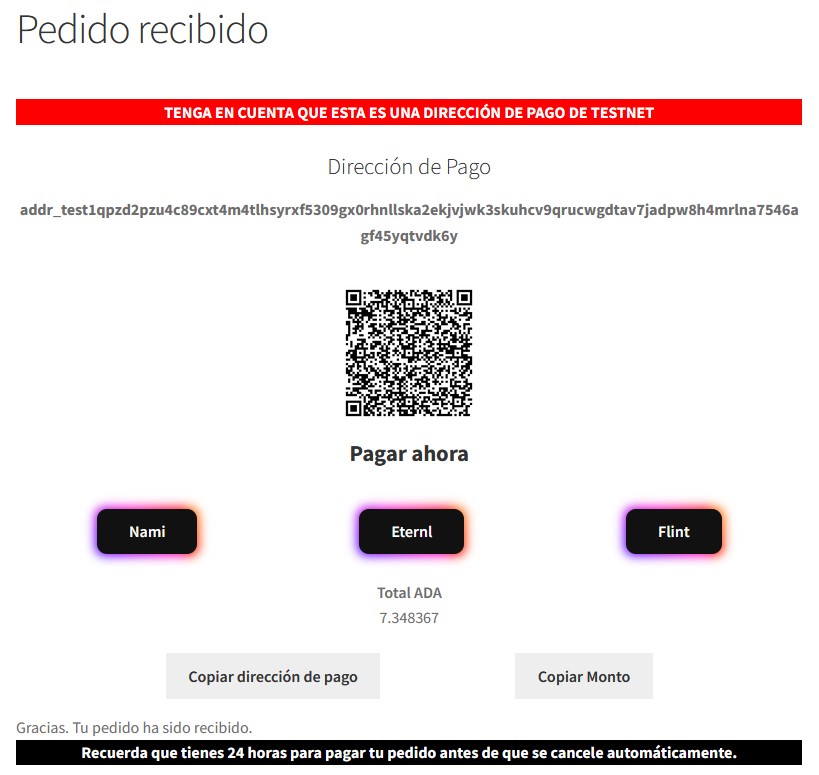 Pedido recibido
TENGA EN CUENTA QUE ESTA ES UNA DIRECCIÓN DE PAGO DE TESTNET
Dirección de Pago
addr_test1qpzd2pzu4c89cxt4m4tlhsyrxf5309gx0rhnllska2ekjvjwk3skuhcv9qrucwgdtav7jadpw8h4mrlna7546a
gf45yqtvdk6y
Pagar ahora
Nami Eternl Flint
Total ADA
7.348367
Copiar dirección de pago Copiar Monto
Gracias. Tu pedido ha sido recibido.
Recuerda que tienes 24 horas para pagar tu pedido antes de que se cancele automáticamente.